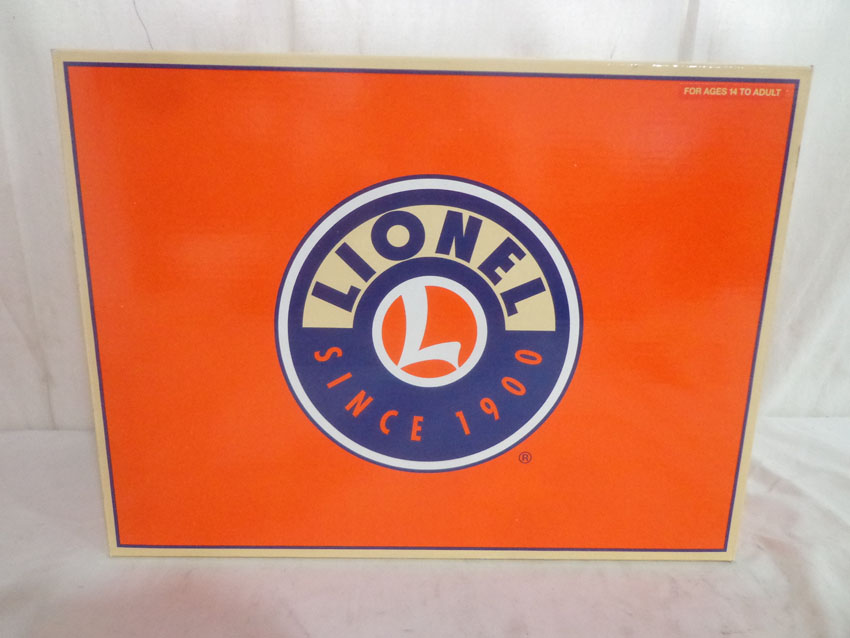 FOR AGES 14 TO ADULT
LIONEL
L
SINCE 1900
®